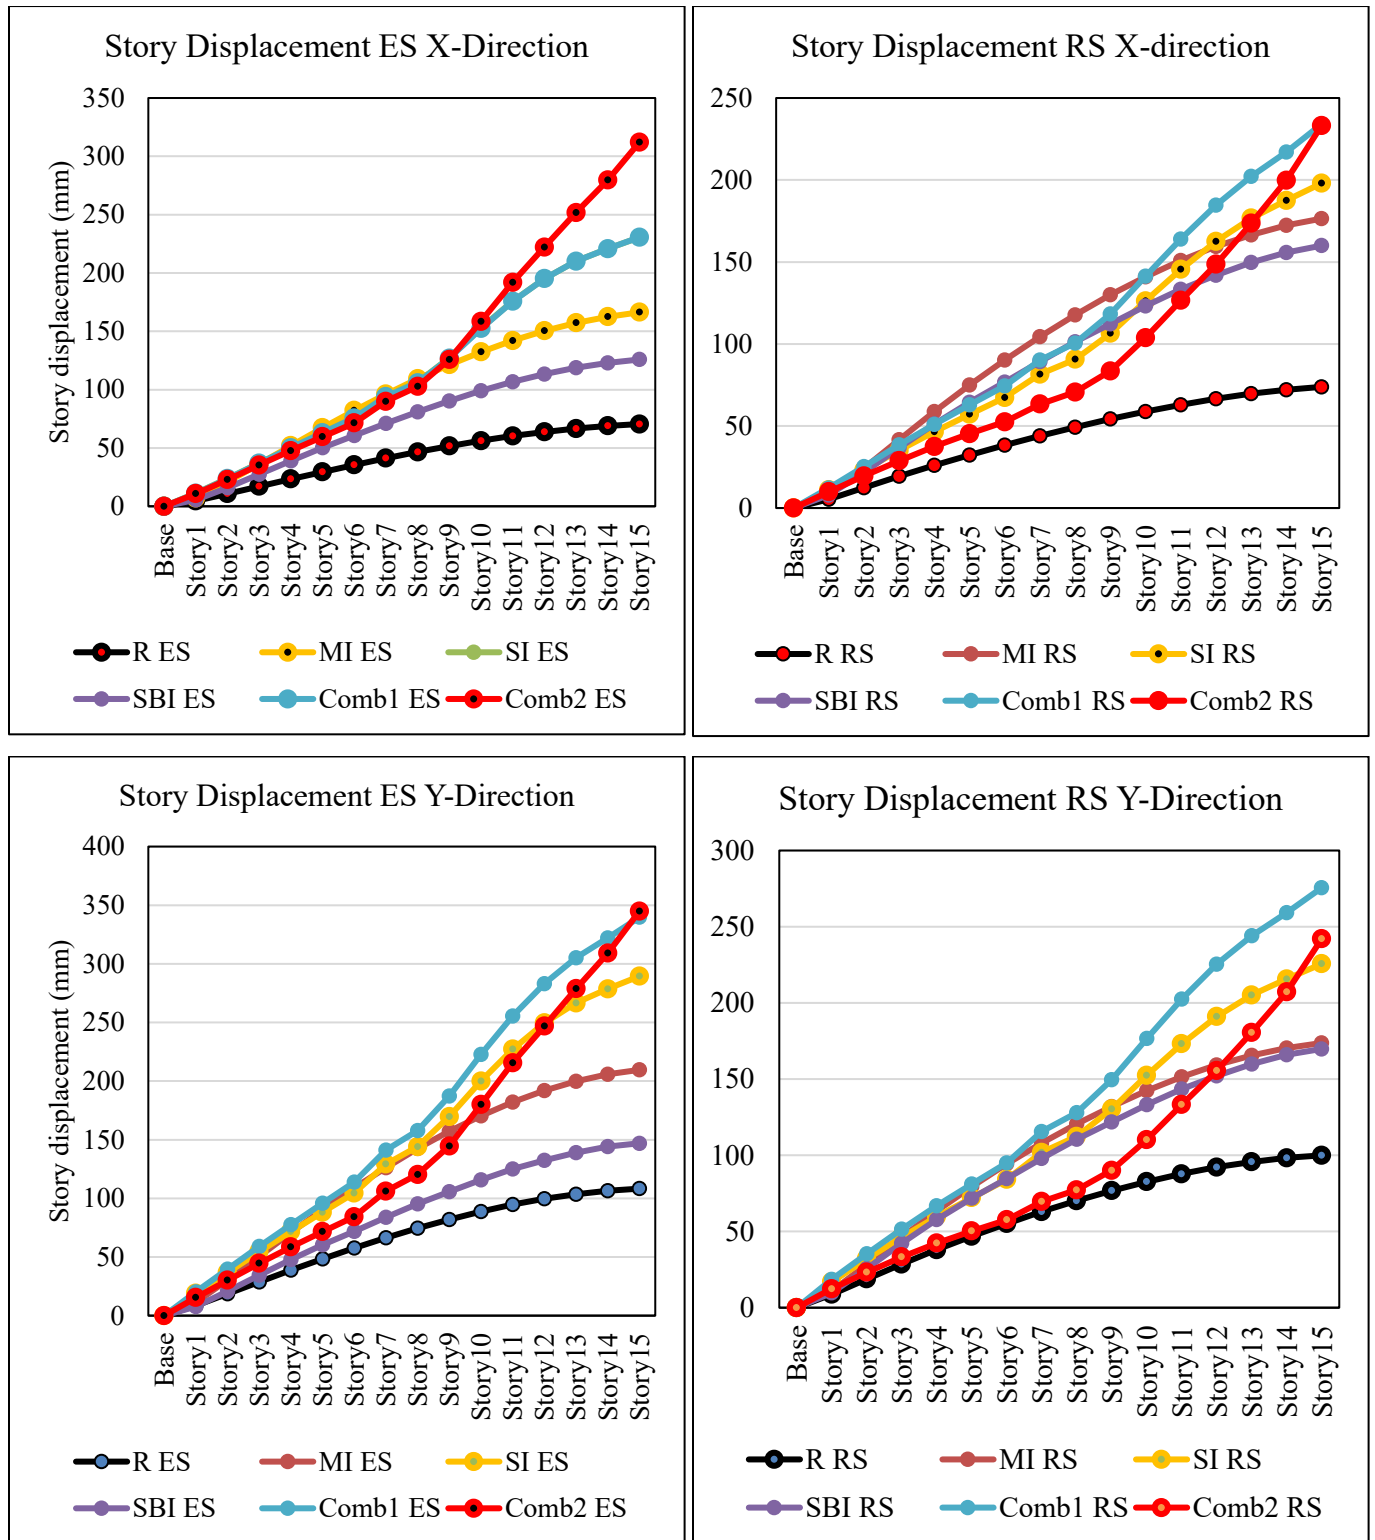 Story Displacement ES X-Direction
Story displacement (mm)
350
300
250
200
150
100
50
0
Base
Story1
Story2
Story3
Story4
Story5
Story6
Story7
Story8
Story9
Story10
Story11
Story12
Story13
Story14
Story15
R ES
MI ES
SI ES
SBI ES
Comb1 ES
Comb2 ES
Story Displacement RS X-direction
250
200
150
100
50
0
Base
Story1
Story2
Story3
Story4
Story5
Story6
Story7
Story8
Story9
Story10
Story11
Story12
Story13
Story14
Story15
R RS
MI RS
SI RS
SBI RS
Comb1 RS
Comb2 RS
Story Displacement ES Y-Direction
Story displacement (mm)
400
350
300
250
200
150
100
50
0
Base
Story1
Story2
Story3
Story4
Story5
Story6
Story7
Story8
Story9
Story10
Story11
Story12
Story13
Story14
Story15
R ES
MI ES
SI ES
SBI ES
Comb1 ES
Comb2 ES
Story Displacement RS Y-Direction
300
250
200
150
100
50
0
Base
Story1
Story2
Story3
Story4
Story5
Story6
Story7
Story8
Story9
Story10
Story11
Story12
Story13
Story14
Story15
R RS
MI RS
SI RS
SBI RS
Comb1 RS
Comb2 RS